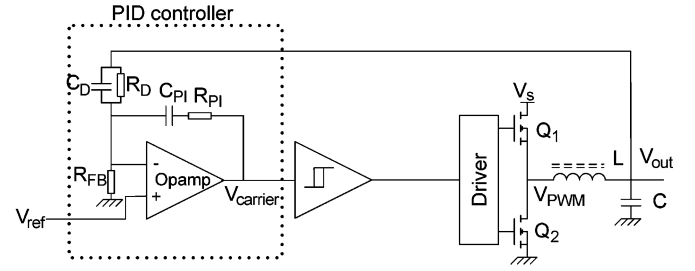 PID controller
C_D
R_D
C_PI
R_PI
R_FB
-
+
Opamp
V_ref
V_carrier
Driver
V_s
Q_1
Q_2
V_PWM
L
V_out
C